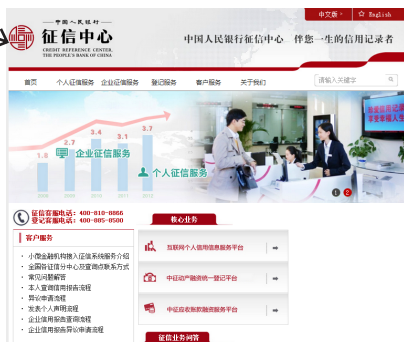 中文版 English
中国人民银行
征信中心
CREDIT REFERENCE CENTER,
THE PEOPLE'S BANK OF CHINA
中国人民银行征信中心 伴您一生的信用记录者
首页 个人征信服务 企业征信服务 登记服务 客户服务 关于我们
请输入关键字
1.8 2.7 3.4 3.1 3.7
企业征信服务
个人征信服务
2008 2009 2010 2011 2012
1 2
征信客服电话: 400-810-8866
登记客服电话: 400-805-8500
客户服务
小微金融机构接入征信系统服务介绍
全国各征信分中心及查询点联系方式
常见问题解答
本人查询信用报告流程
异议申请流程
发表个人声明流程
企业信用报告查询流程
企业信用报告异议申请流程
核心业务
互联网个人信用信息服务平台
中征动产融资统一登记平台
中征应收账款融资服务平台
征信业务问答